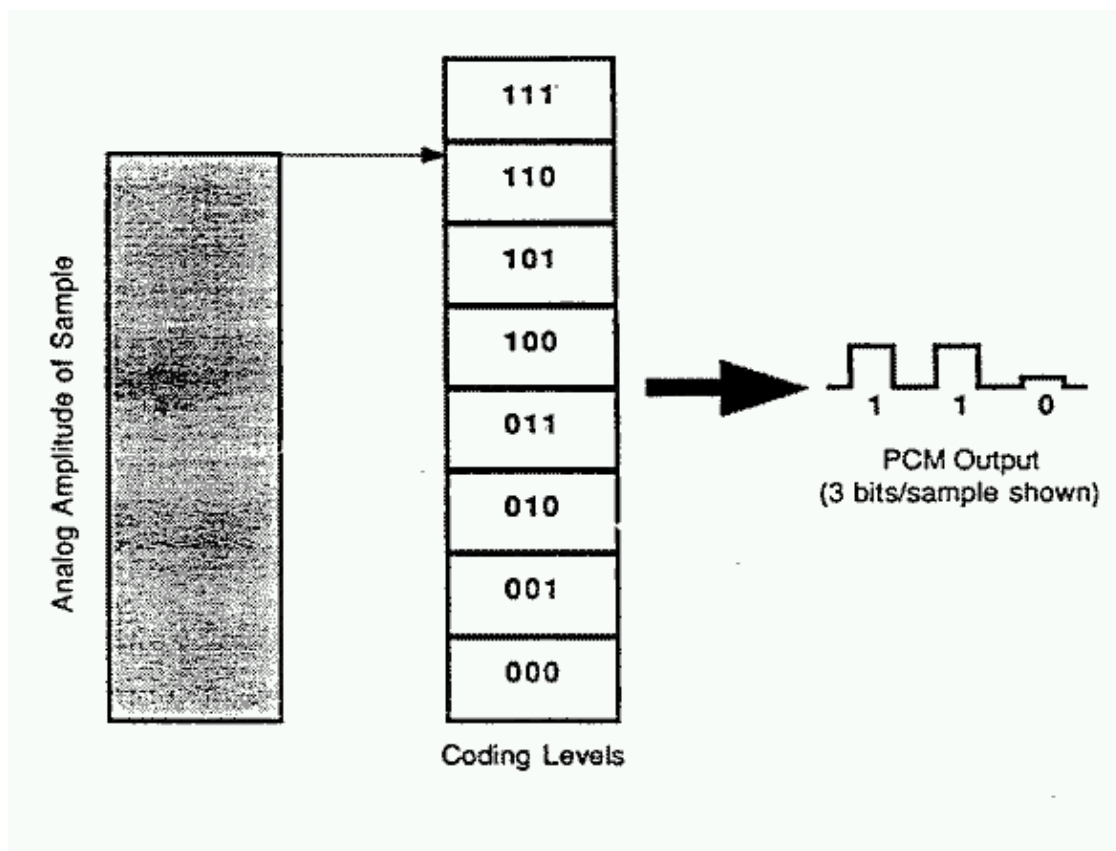 Analog Amplitude of Sample
111
110
101
100
011
010
001
000
Coding Levels
1 1 0
PCM Output
(3 bits/sample shown)